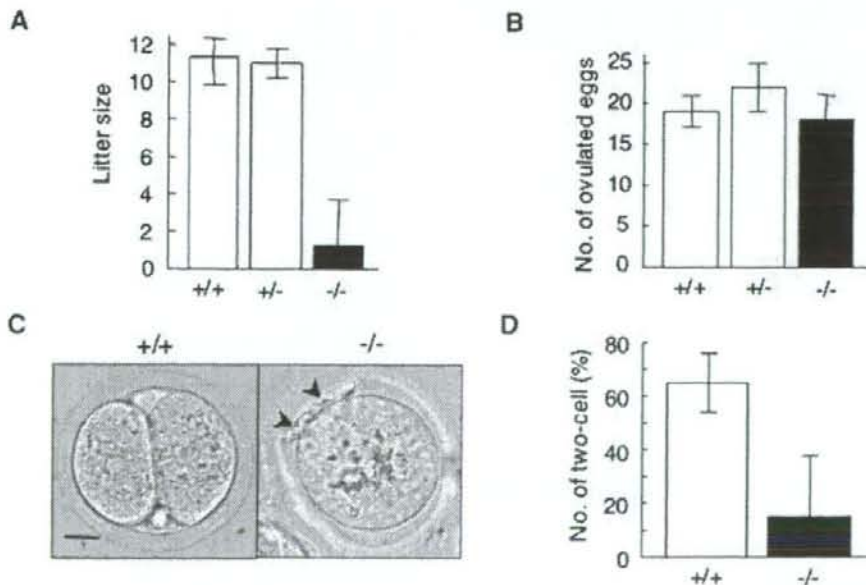 A
Litter size
12
10
8
6
4
2
0
+/+ +/- -/-
B
No. of ovulated eggs
25
20
15
10
5
0
+/+ +/- -/-
C
+/+ -/-
D
No. of two-cell (%)
80
60
40
20
0
+/+ -/-